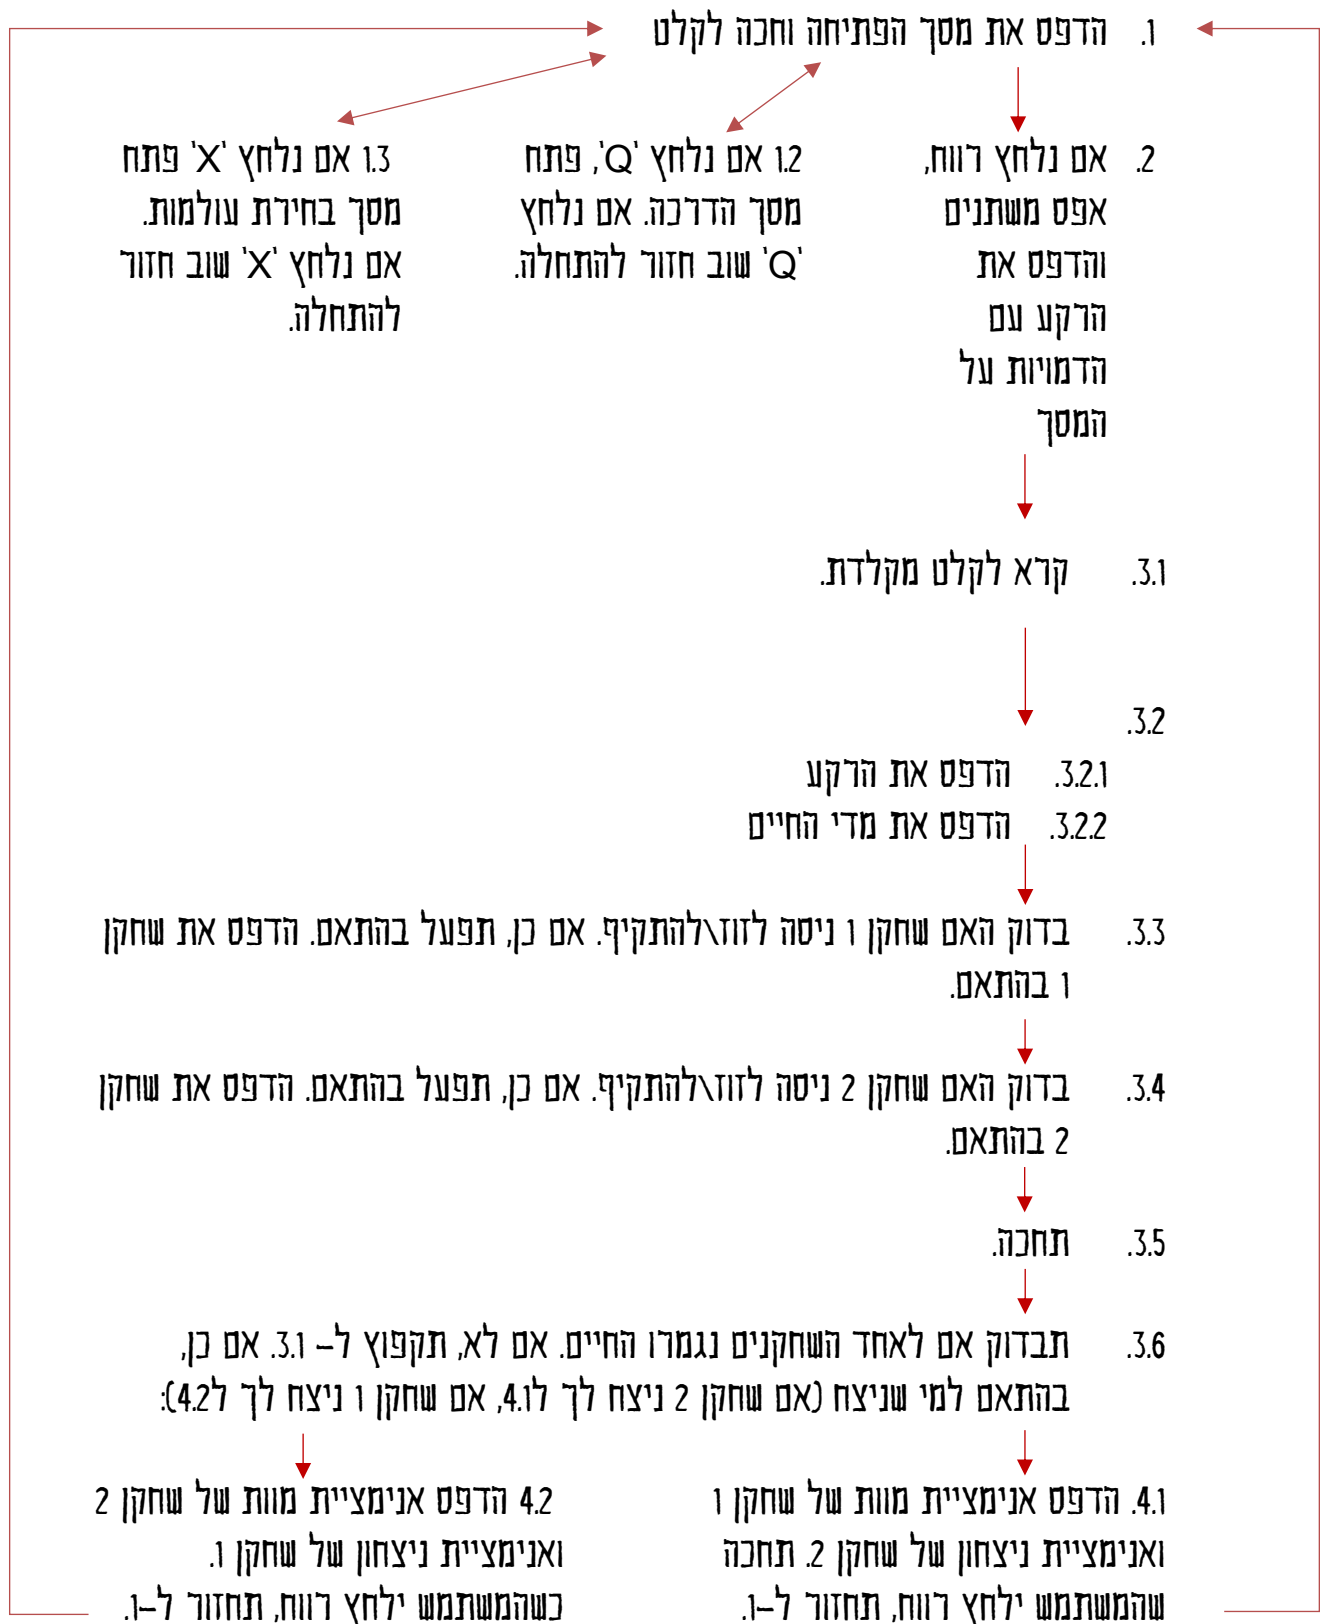 1. הדפס את מסך הפתיחה וחכה לקלט
2. אם נלחץ רווח,
אפס משתנים
והדפס את
הרקע עם
הדמויות על
המסך
1.2 אם נלחץ 'Q', פתח
מסך הדרכה. אם נלחץ
'Q' שוב חזור להתחלה.
1.3 אם נלחץ 'X' פתח
מסך בחירת עולמות.
אם נלחץ 'X' שוב חזור
להתחלה.
3.1. קרא לקלט מקלדת.
3.2.
3.2.1. הדפס את הרקע
3.2.2. הדפס את מדי החיים
3.3. בדוק האם שחקן 1 ניסה לזוז\להתקיף. אם כן, תפעל בהתאם. הדפס את שחקן
1 בהתאם.
3.4. בדוק האם שחקן 2 ניסה לזוז\להתקיף. אם כן, תפעל בהתאם. הדפס את שחקן
2 בהתאם.
3.5. תחכה.
3.6. תבדוק אם לאחד השחקנים נגמרו החיים. אם לא, תקפוץ ל– 3.1. אם כן,
בהתאם למי שניצח (אם שחקן 2 ניצח לך ל4.1, אם שחקן 1 ניצח לך ל4.2):
4.1. הדפס אנימציית מוות של שחקן 1
ואנימציית ניצחון של שחקן 2. תחכה
שהמשתמש ילחץ רווח, תחזור ל–1.
4.2 הדפס אנימציית מוות של שחקן 2
ואנימציית ניצחון של שחקן 1.
כשהמשתמש ילחץ רווח, תחזור ל–1.